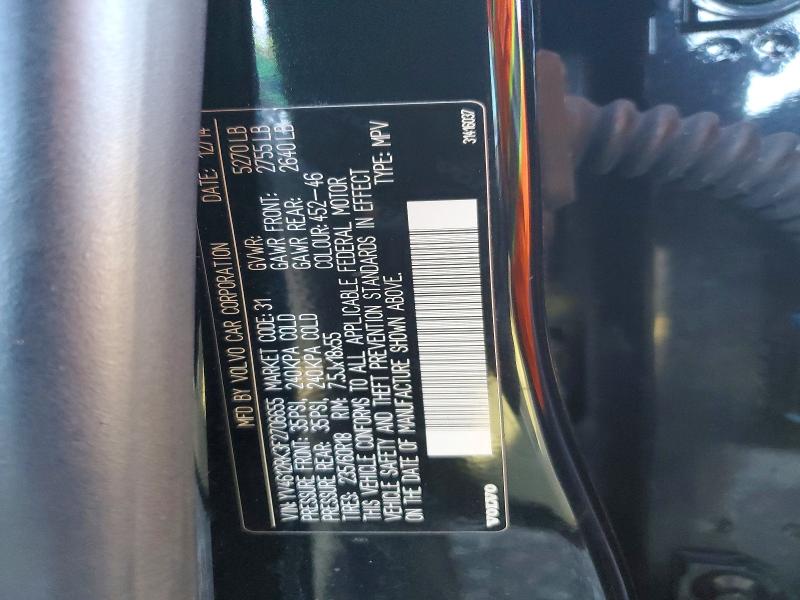 MFD BY VOLVO CAR CORPORATION DATE: 12/14
VIN: YV4612RK3F2706655 MARKET CODE: 31 GVWR: 5270 LB
PRESSURE FRONT: 35PSI, 240KPA COLD GAWR FRONT: 2755 LB
PRESSURE REAR: 35PSI, 240KPA COLD GAWR REAR: 2640 LB
TIRES: 235/60R18 RIM: 7.5Jx18x55 COLOUR: 452-46
THIS VEHICLE CONFORMS TO ALL APPLICABLE FEDERAL MOTOR
VEHICLE SAFETY AND THEFT PREVENTION STANDARDS IN EFFECT
ON THE DATE OF MANUFACTURE SHOWN ABOVE. TYPE: MPV
VOLVO 31416037